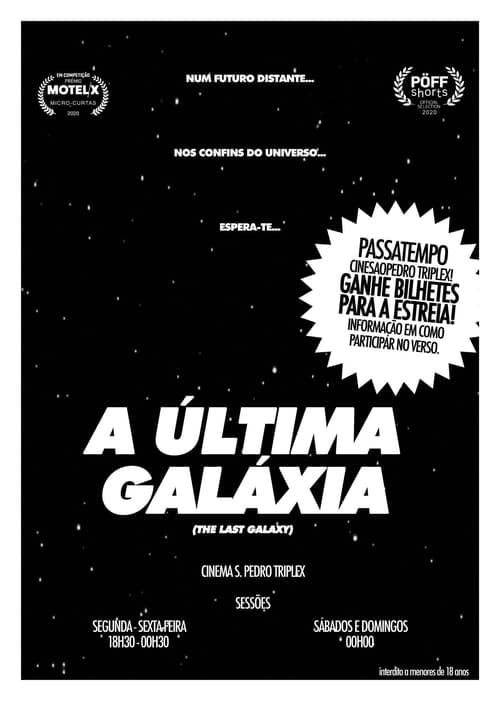 EM COMPETIÇÃO
PRÉMIO
MOTELX
MICRO-CURTAS
2020
NUM FUTURO DISTANTE...
PÖFF
shorts
OFFICIAL
SELECTION
2020
NOS CONFINS DO UNIVERSO...
ESPERA-TE...
PASSATEMPO
CINESAOPEDRO TRIPLEX!
GANHE BILHETES
PARA A ESTREIA!
INFORMAÇÃO EM COMO
PARTICIPAR NO VERSO.
A ÚLTIMA
GALÁXIA
(THE LAST GALAXY)
CINEMA S. PEDRO TRIPLEX
SESSÕES
SEGUNDA - SEXTA-FEIRA
18H30 - 00H30
SÁBADOS E DOMINGOS
00H00
interdito a menores de 18 anos